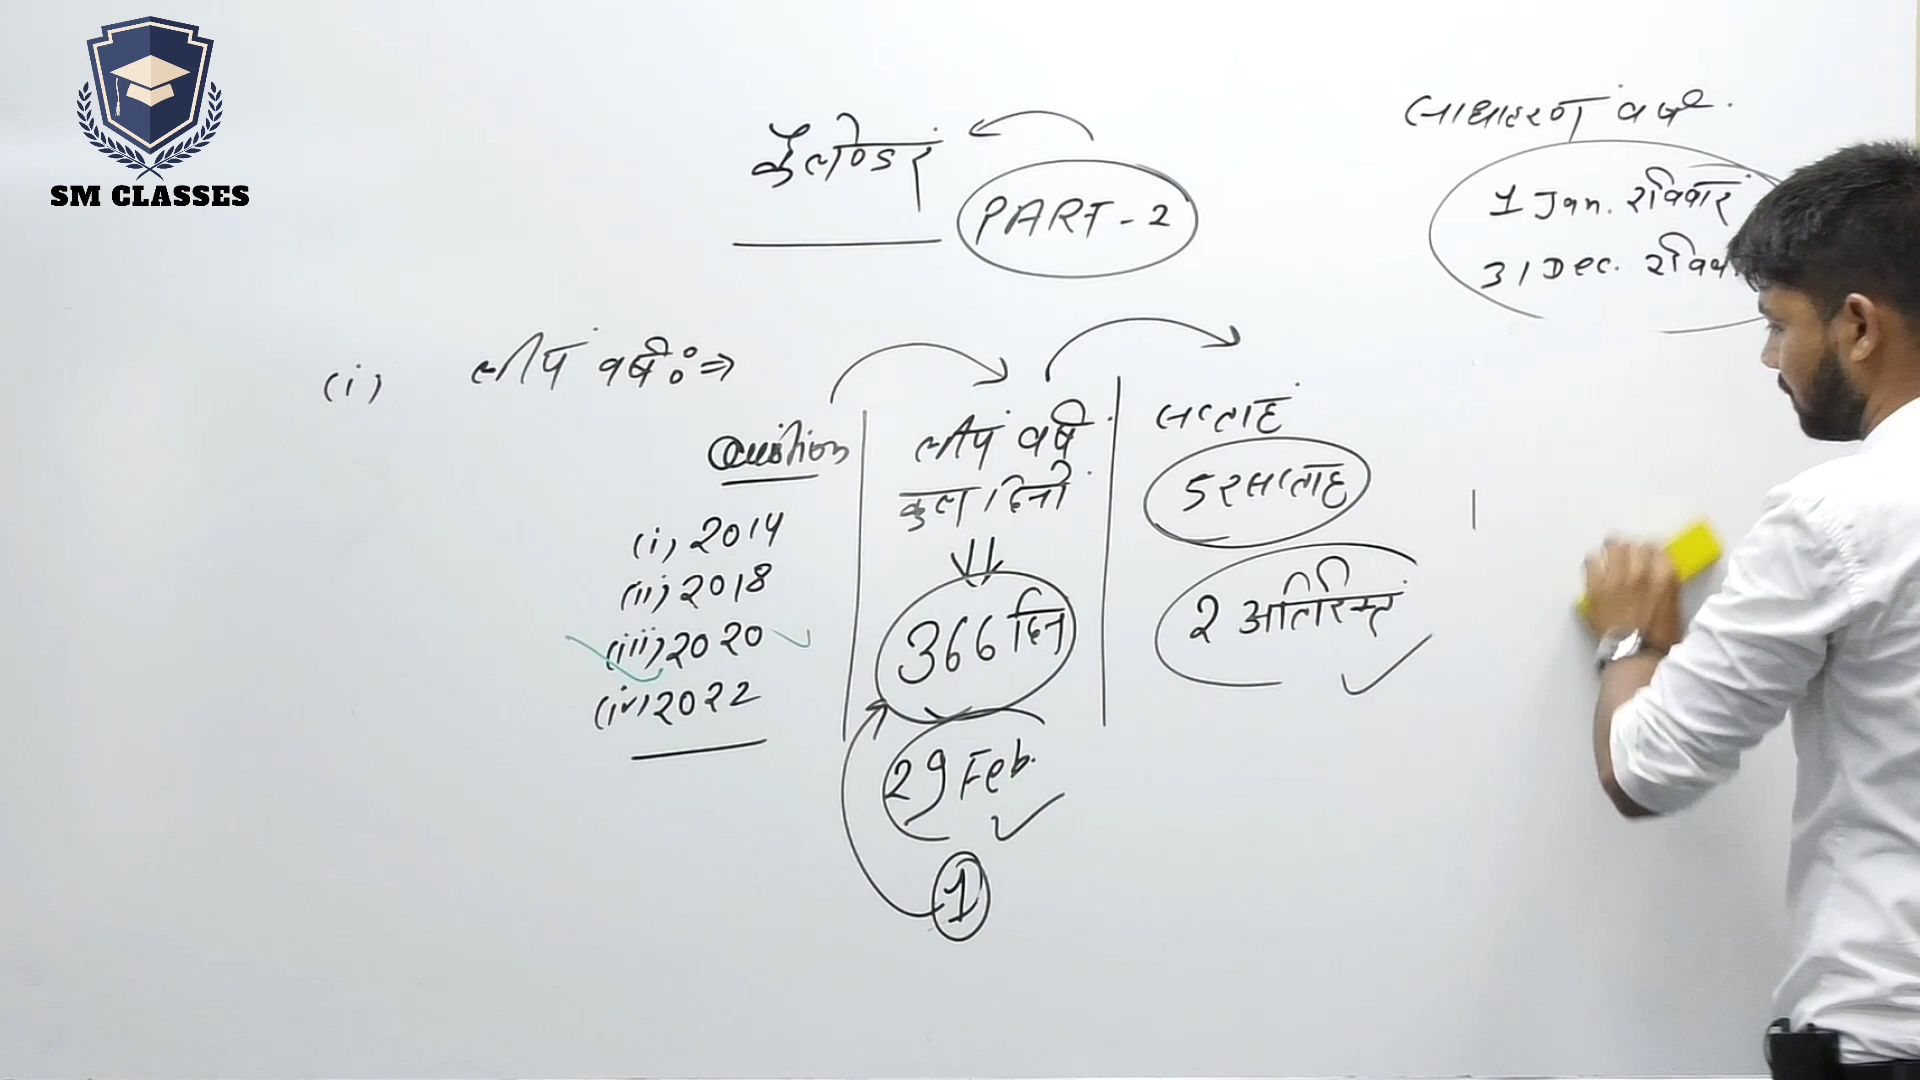 SM CLASSES
कैलेण्डर
PART-2
साधारण वर्ष
1 Jan. रविवार
31 Dec. रविव
(i) लीप वर्ष :⇒
Question
(i) 2014
(ii) 2018
(iii) 2020
(iv) 2022
लीप वर्ष
कुल दिनों
366 दिन
29 Feb.
1
सप्ताह
52 सप्ताह
2 अतिरिक्त